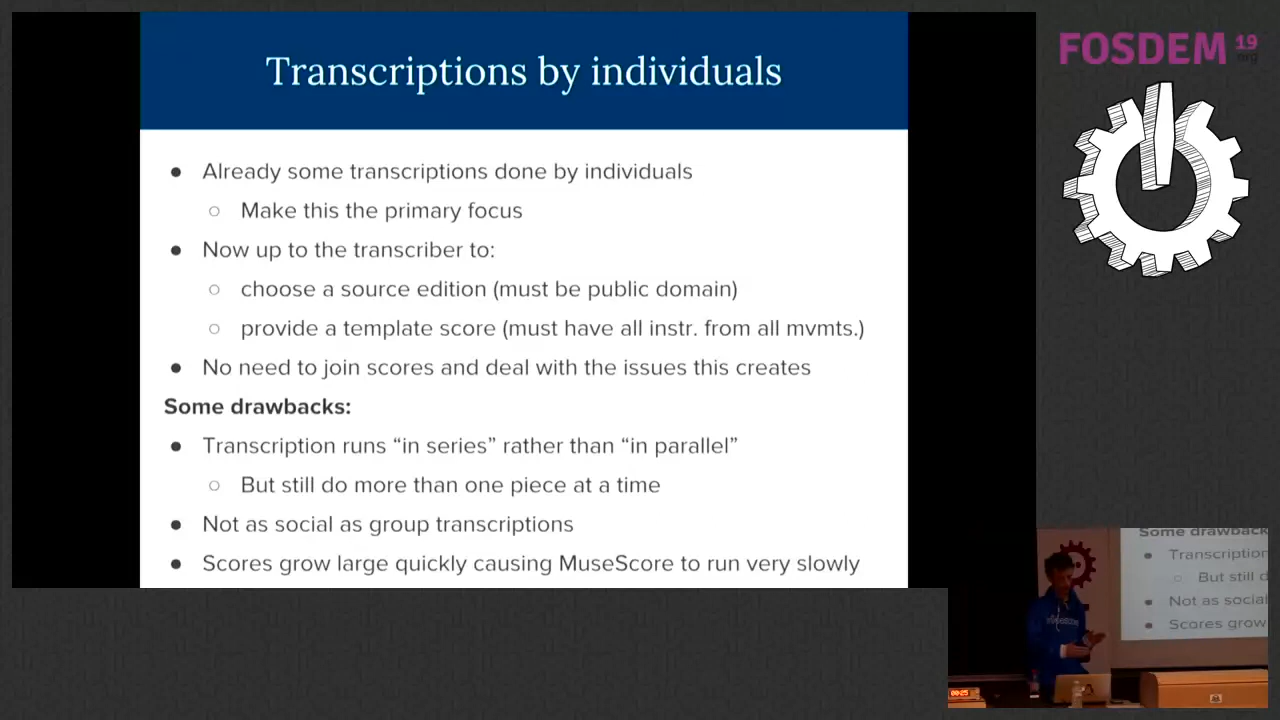 Transcriptions by individuals
● Already some transcriptions done by individuals
○ Make this the primary focus
● Now up to the transcriber to:
○ choose a source edition (must be public domain)
○ provide a template score (must have all instr. from all mvmts.)
● No need to join scores and deal with the issues this creates
Some drawbacks:
● Transcription runs “in series” rather than “in parallel”
○ But still do more than one piece at a time
● Not as social as group transcriptions
● Scores grow large quickly causing MuseScore to run very slowly
FOSDEM 19
.org
Some drawback
● Transcription
○ But still d
● Not as social
● Scores grow
00:25